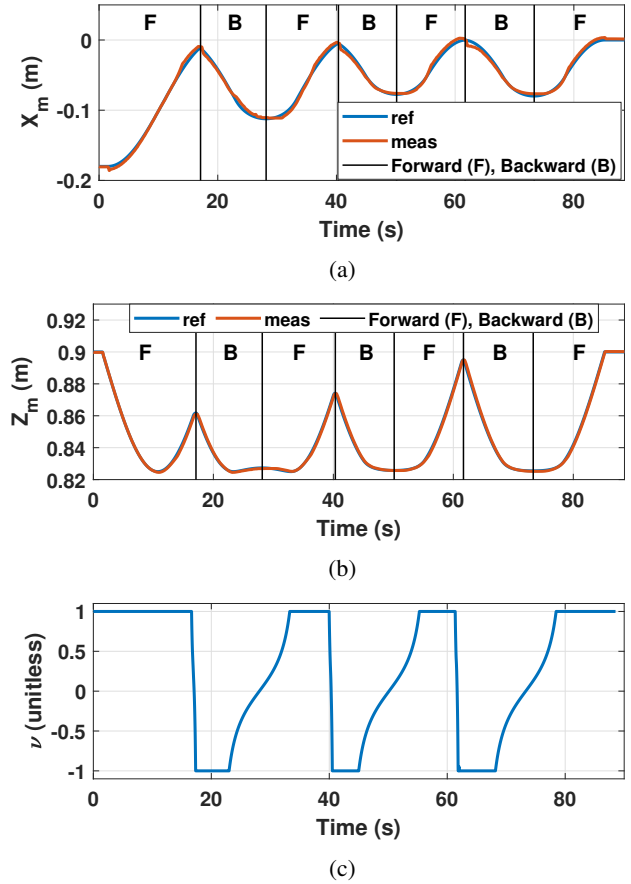 F B F B F B F
0
-0.1
-0.2
X_m (m)
ref
meas
Forward (F), Backward (B)
0 20 40 60 80
Time (s)
(a)
ref meas Forward (F), Backward (B)
F B F B F B F
0.92
0.9
0.88
0.86
0.84
0.82
Z_m (m)
0 20 40 60 80
Time (s)
(b)
1
0.5
0
-0.5
-1
ν (unitless)
0 20 40 60 80
Time (s)
(c)